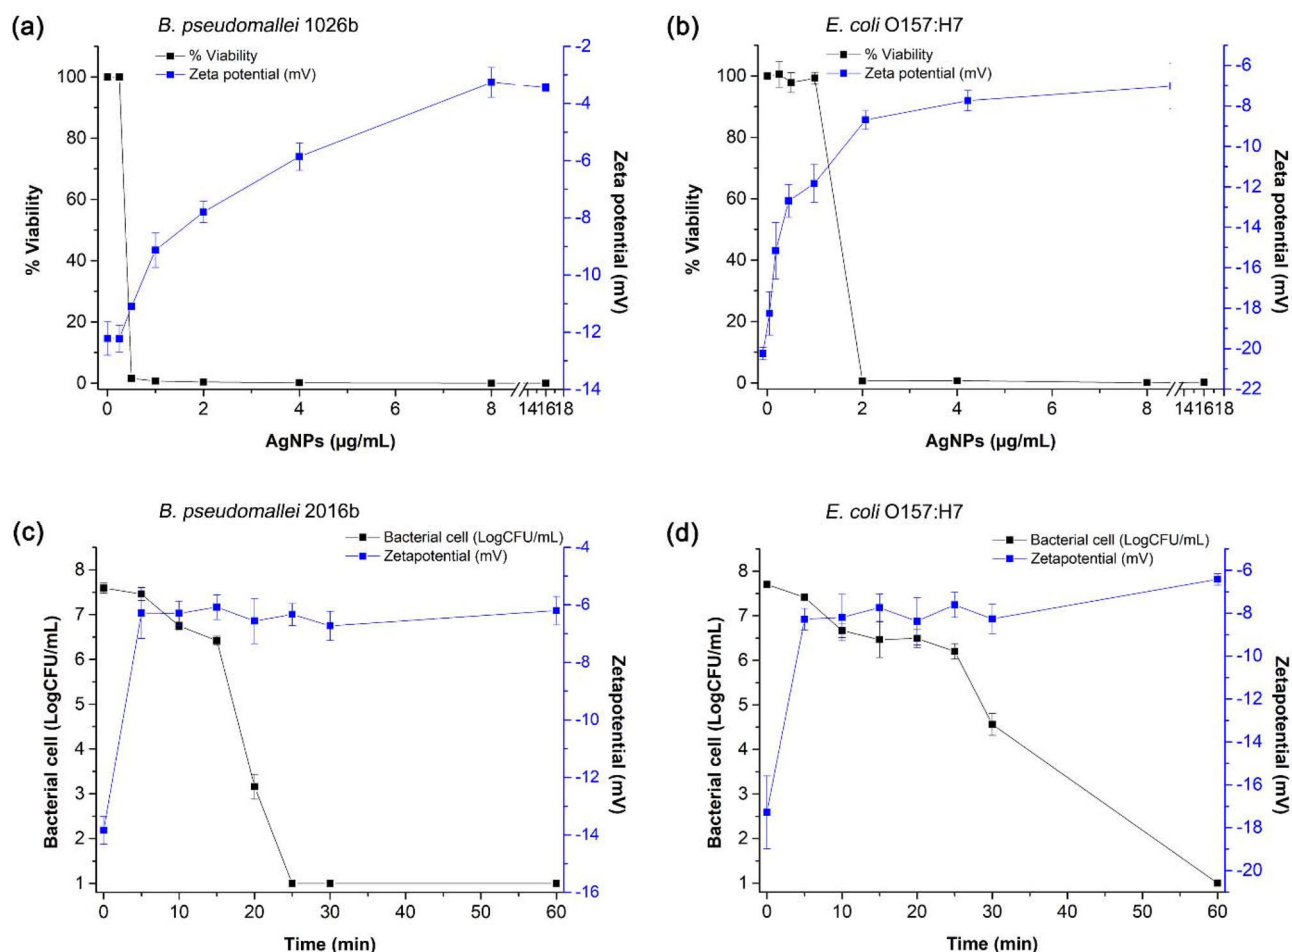 (a)
B. pseudomallei 1026b
% Viability
Zeta potential (mV)
100
80
60
40
20
0
% Viability
-2
-4
-6
-8
-10
-12
-14
Zeta potential (mV)
0 2 4 6 8 141618
AgNPs (µg/mL)
(b)
E. coli O157:H7
% Viability
Zeta potential (mV)
100
80
60
40
20
0
% Viability
-6
-8
-10
-12
-14
-16
-18
-20
-22
Zeta potential (mV)
0 2 4 6 8 141618
AgNPs (µg/mL)
(c)
B. pseudomallei 2016b
Bacterial cell (LogCFU/mL)
Zetapotential (mV)
8
7
6
5
4
3
2
1
Bacterial cell (LogCFU/mL)
-4
-6
-8
-10
-12
-14
-16
Zetapotential (mV)
0 10 20 30 40 50 60
Time (min)
(d)
E. coli O157:H7
Bacterial cell (LogCFU/mL)
Zetapotential (mV)
8
7
6
5
4
3
2
1
Bacterial cell (LogCFU/mL)
-6
-8
-10
-12
-14
-16
-18
-20
Zetapotential (mV)
0 10 20 30 40 50 60
Time (min)